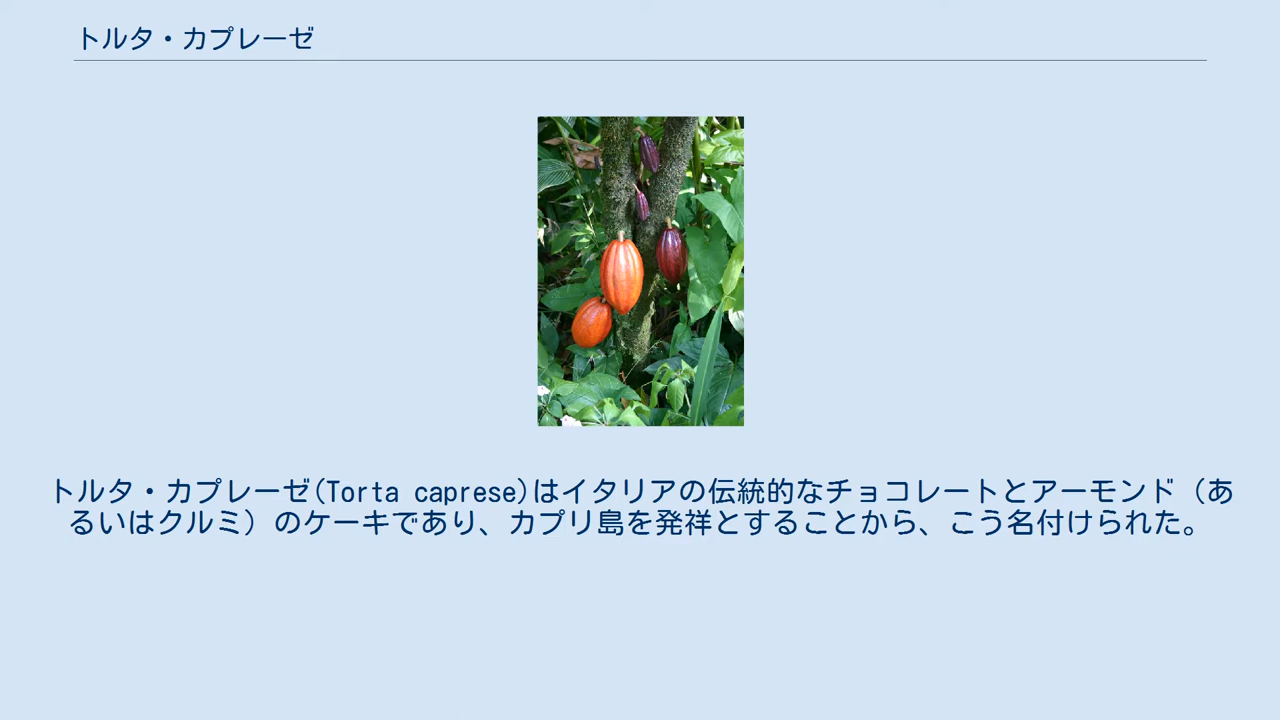 トルタ・カプレーゼ
トルタ・カプレーゼ(Torta caprese)はイタリアの伝統的なチョコレートとアーモンド（あ
るいはクルミ）のケーキであり、カプリ島を発祥とすることから、こう名付けられた。